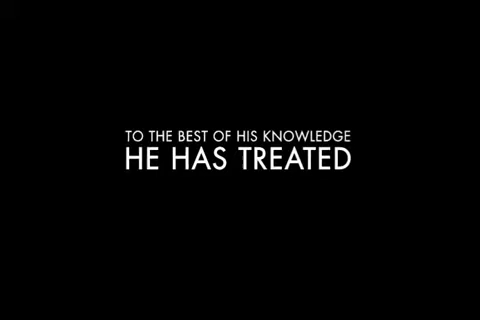 TO THE BEST OF HIS KNOWLEDGE
HE HAS TREATED